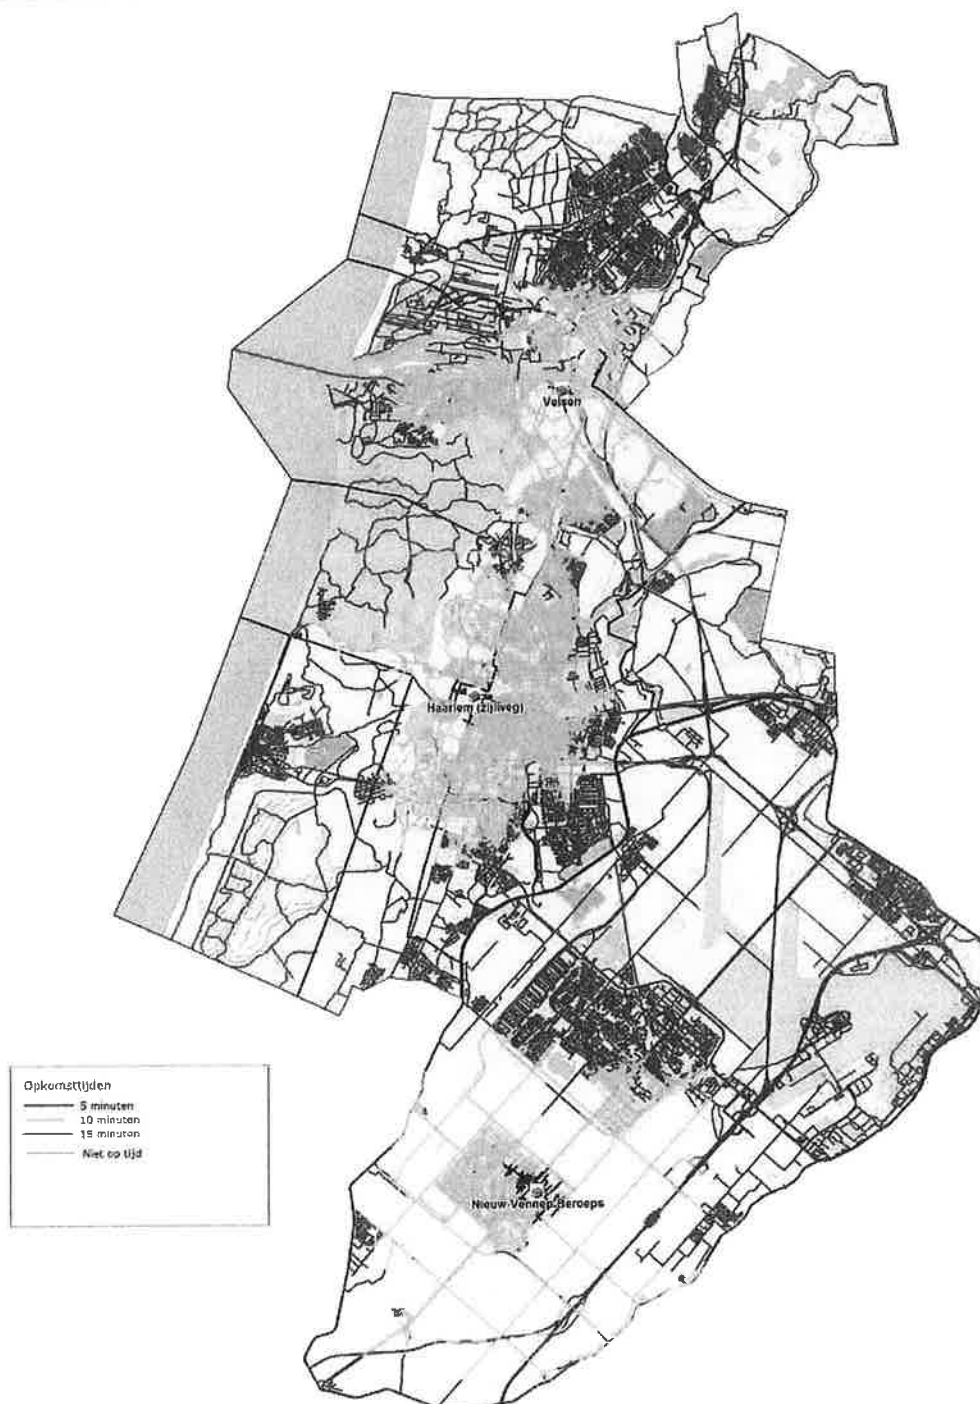 Velsen
Haarlem (zijlweg)
Opkomsttijden
5 minuten
10 minuten
15 minuten
Niet op tijd
Nieuw-Vennep Beroeps